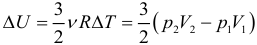 ΔU = 3/2 νRΔT = 3/2 (p₂V₂ − p₁V₁)